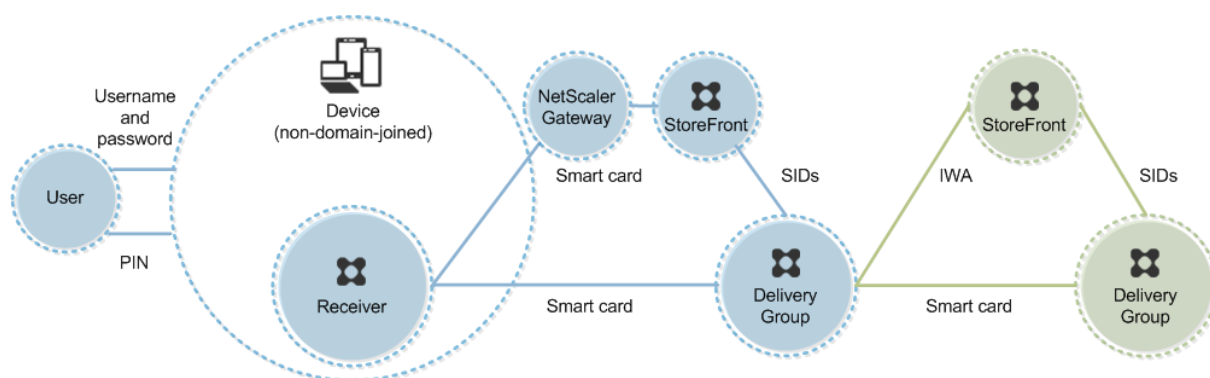 Username
and
password
User
PIN
Device
(non-domain-joined)
Receiver
NetScaler
Gateway
StoreFront
Smart card
SIDs
Smart card
Delivery
Group
IWA
StoreFront
SIDs
Smart card
Delivery
Group